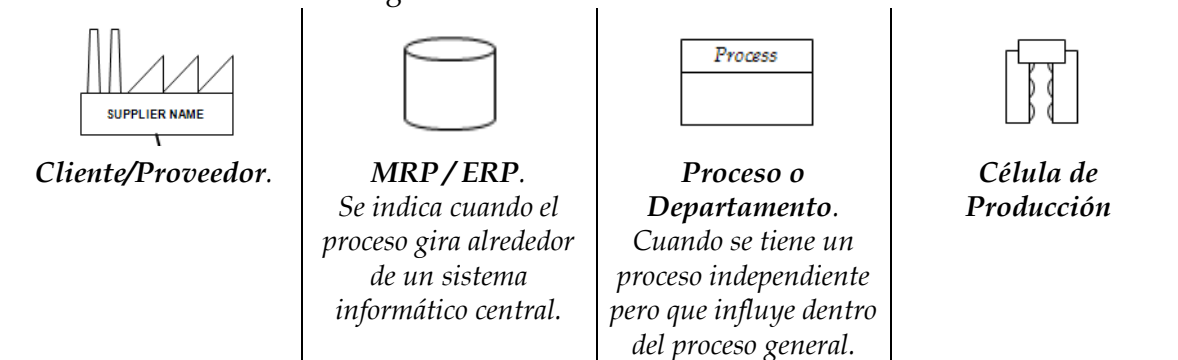 SUPPLIER NAME
Cliente/Proveedor.
MRP / ERP.
Se indica cuando el
proceso gira alrededor
de un sistema
informático central.
Process
Proceso o
Departamento.
Cuando se tiene un
proceso independiente
pero que influye dentro
del proceso general.
Célula de
Producción